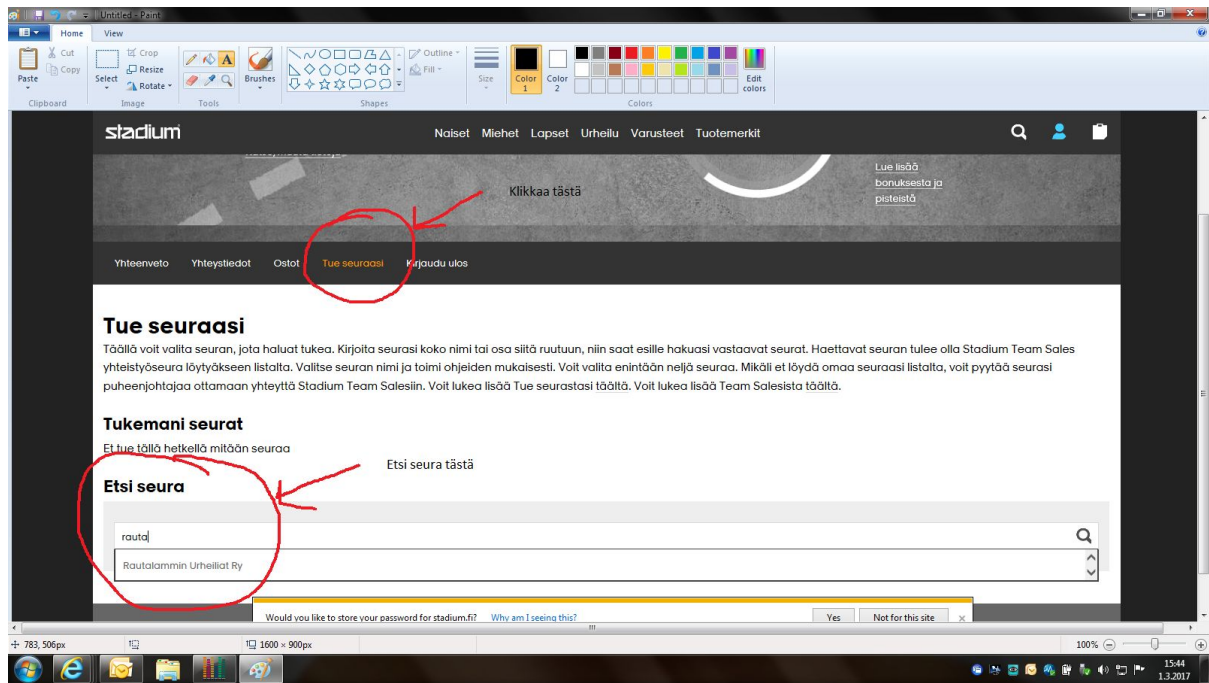 Untitled - Paint
Home View
Paste
Cut
Copy
Clipboard
Select
Crop
Resize
Rotate
Image
Tools
Brushes
Shapes
Outline
Fill
Size
Color 1
Color 2
Edit colors
Colors
stadium
Naiset Miehet Lapset Urheilu Varusteet Tuotemerkit
Klikkaa tästä
Lue lisää
bonuksesta ja
pisteistä
Yhteenveto Yhteystiedot Ostot Tue seuraasi Kirjaudu ulos
Tue seuraasi
Täällä voit valita seuran, jota haluat tukea. Kirjoita seurasi koko nimi tai osa siitä ruutuun, niin saat esille hakuasi vastaavat seurat. Haettavat seuran tulee olla Stadium Team Sales
yhteistyöseura löytyäkseen listalta. Valitse seuran nimi ja toimi ohjeiden mukaisesti. Voit valita enintään neljä seuraa. Mikäli et löydä omaa seuraasi listalta, voit pyytää seurasi
puheenjohtajaa ottamaan yhteyttä Stadium Team Salesiin. Voit lukea lisää Tue seurastasi täältä. Voit lukea lisää Team Salesista täältä.
Tukemani seurat
Et tue tällä hetkellä mitään seuraa
Etsi seura tästä
Etsi seura
rauta
Rautalammin Urheiliat Ry
Would you like to store your password for stadium.fi? Why am I seeing this? Yes Not for this site
783, 506px 1600 × 900px 100%
15:44
1.3.2017